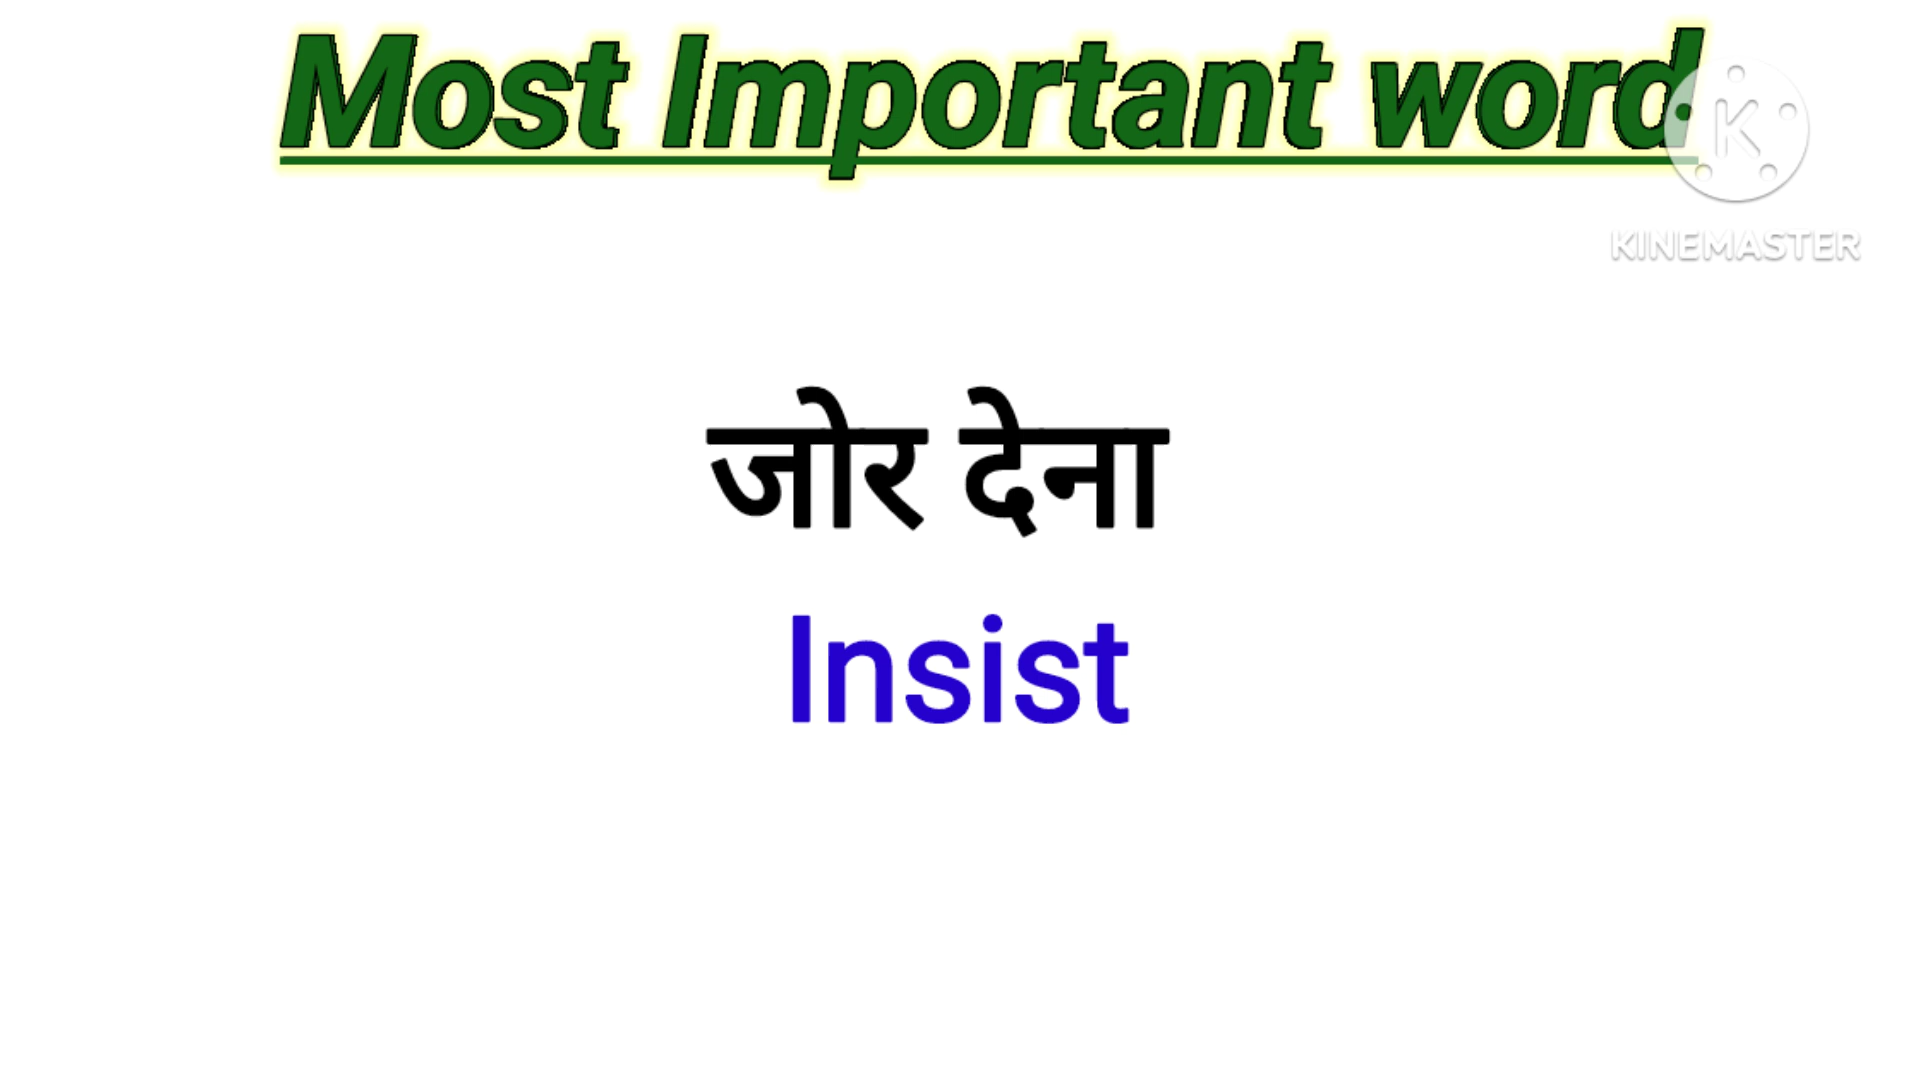 Most Important word
K
KINEMASTER
जोर देना
Insist